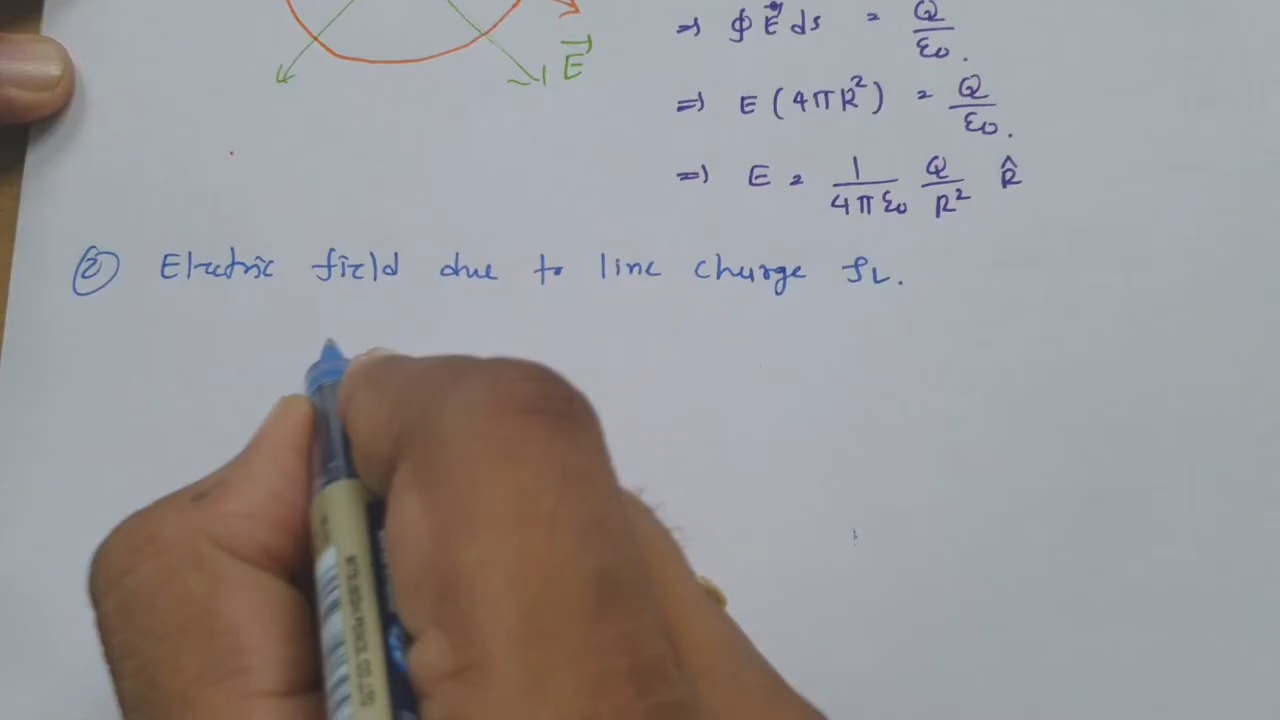 ⇒ ∮ E⃗ ds = Q/ε₀.
E⃗
⇒ E (4πR²) = Q/ε₀.
⇒ E = 1/4πε₀ Q/R² R̂
② Electric field due to line charge ρL.